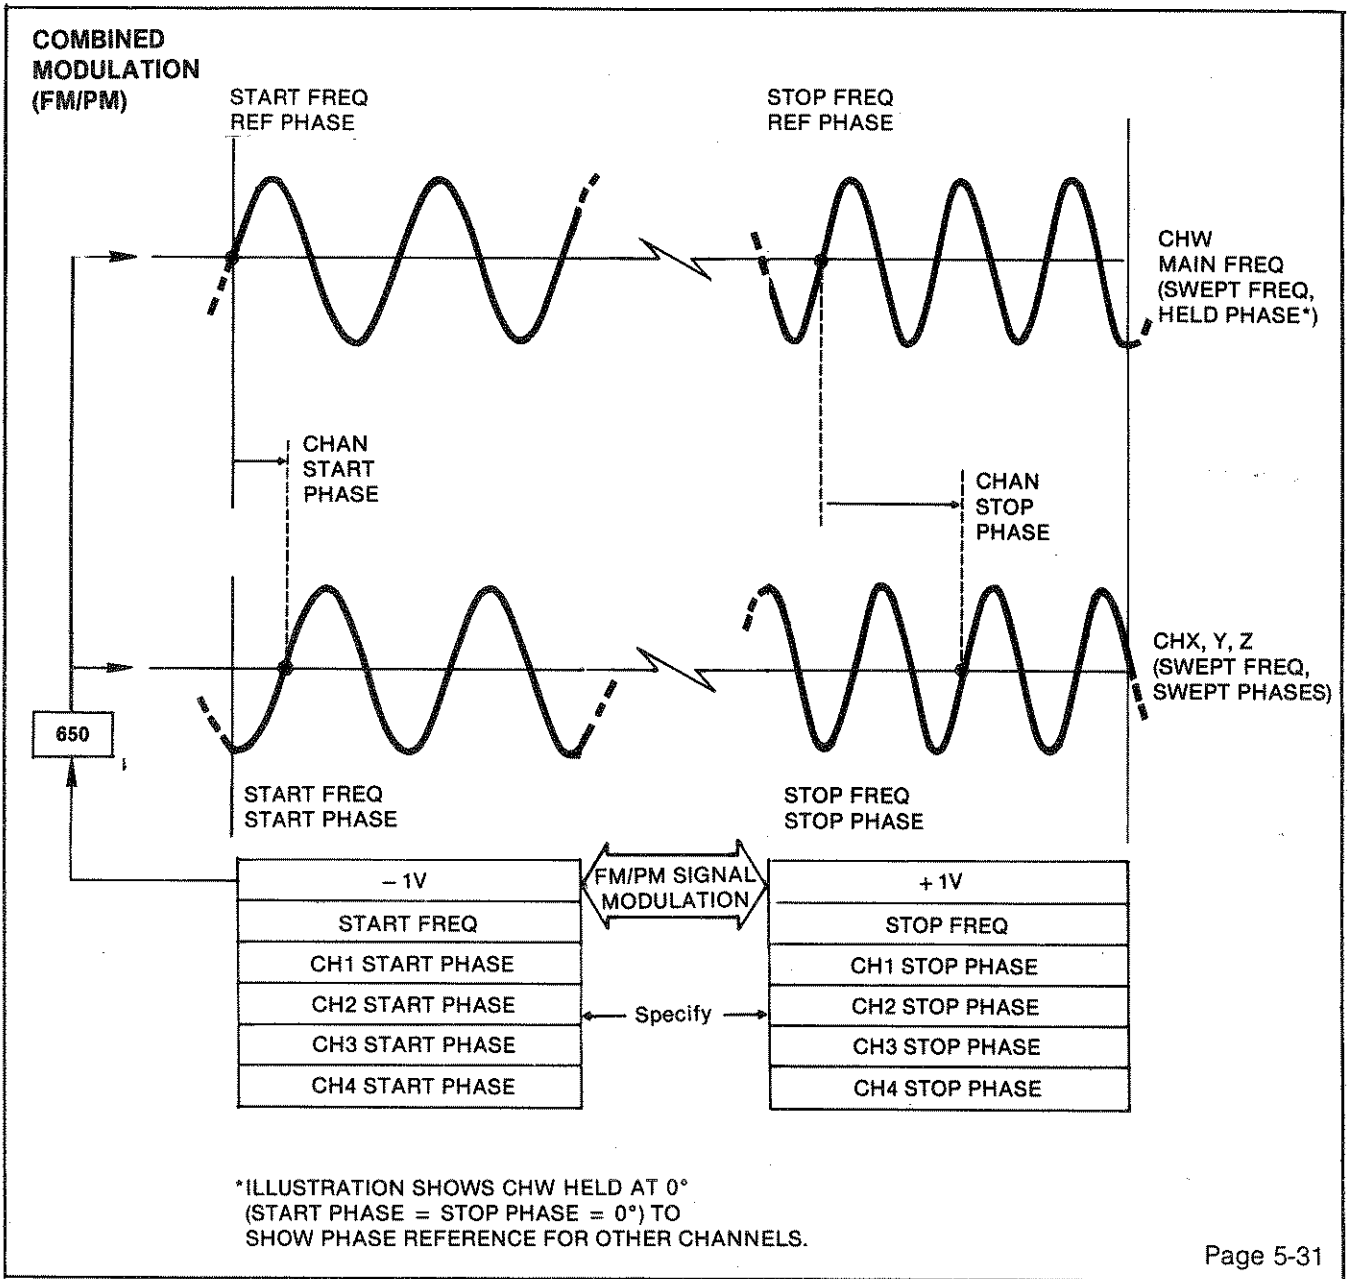 COMBINED
MODULATION
(FM/PM)
START FREQ
REF PHASE
STOP FREQ
REF PHASE
CHW
MAIN FREQ
(SWEPT FREQ,
HELD PHASE*)
CHAN
START
PHASE
CHAN
STOP
PHASE
CHX, Y, Z
(SWEPT FREQ,
SWEPT PHASES)
650
START FREQ
START PHASE
STOP FREQ
STOP PHASE
– 1V
FM/PM SIGNAL
MODULATION
+ 1V
START FREQ
STOP FREQ
CH1 START PHASE
CH1 STOP PHASE
CH2 START PHASE
Specify
CH2 STOP PHASE
CH3 START PHASE
CH3 STOP PHASE
CH4 START PHASE
CH4 STOP PHASE
*ILLUSTRATION SHOWS CHW HELD AT 0°
(START PHASE = STOP PHASE = 0°) TO
SHOW PHASE REFERENCE FOR OTHER CHANNELS.
Page 5-31